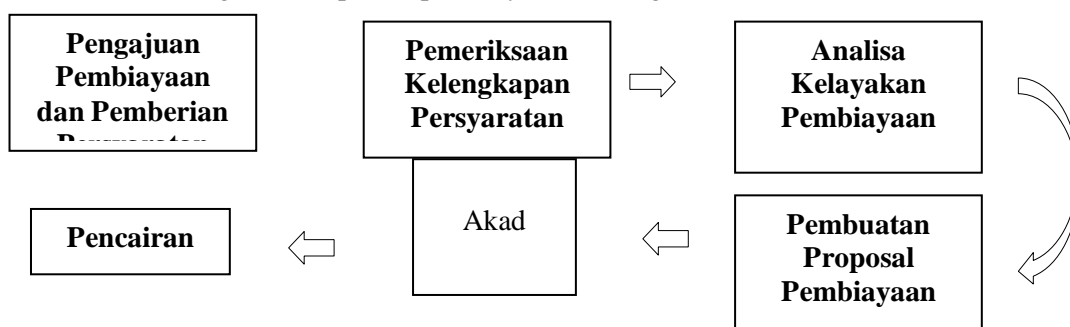 Pengajuan
Pembiayaan
dan Pemberian
Pemeriksaan
Kelengkapan
Persyaratan
Analisa
Kelayakan
Pembiayaan
Pencairan
Akad
Pembuatan
Proposal
Pembiayaan